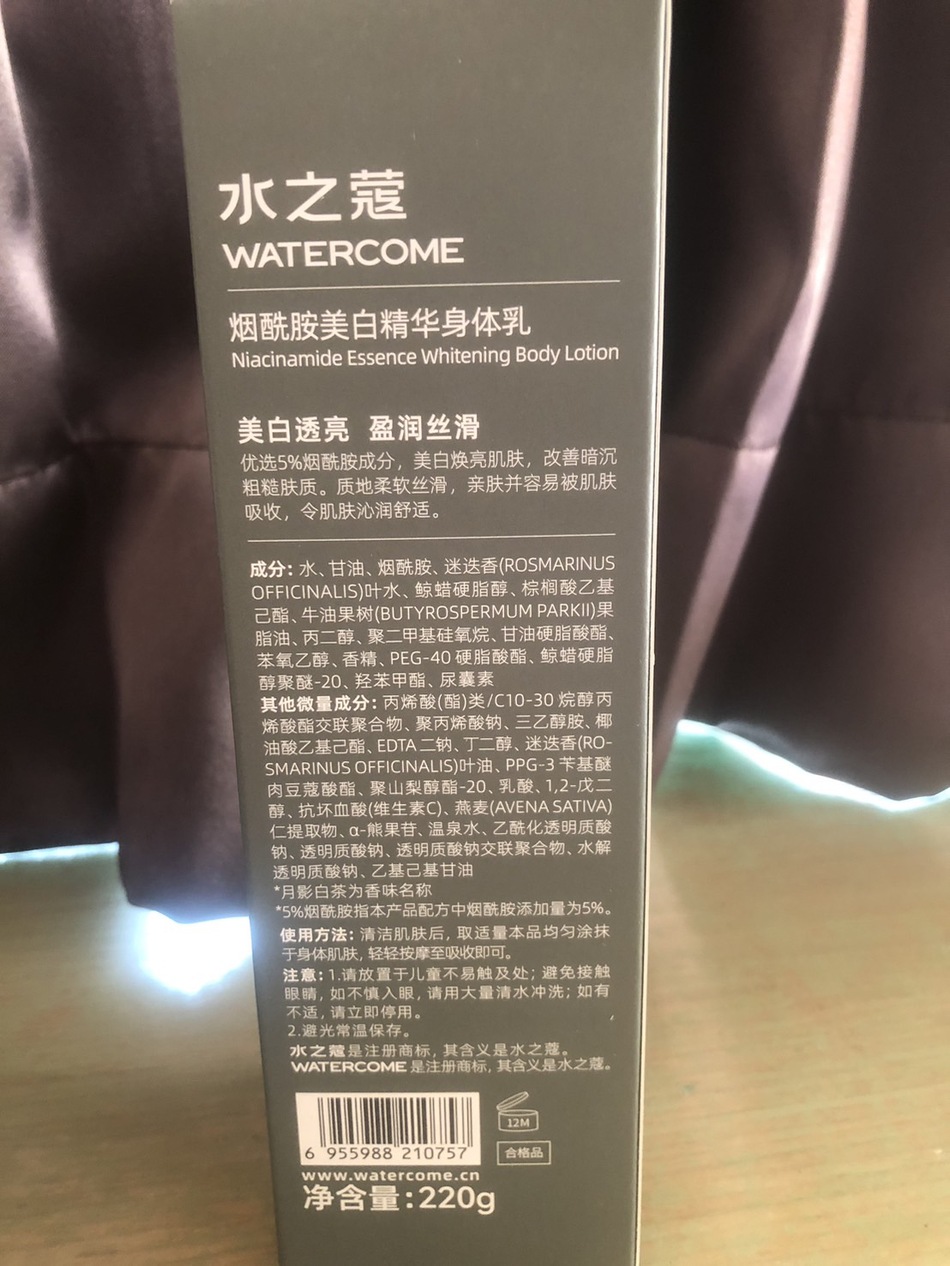 水之蔻
WATERCOME
烟酰胺美白精华身体乳
Niacinamide Essence Whitening Body Lotion
美白透亮 盈润丝滑
优选5%烟酰胺成分，美白焕亮肌肤，改善暗沉
粗糙肤质。质地柔软丝滑，亲肤并容易被肌肤
吸收，令肌肤沁润舒适。
成分：水、甘油、烟酰胺、迷迭香(ROSMARINUS
OFFICINALIS)叶水、鲸蜡硬脂醇、棕榈酸乙基
己酯、牛油果树(BUTYROSPERMUM PARKII)果
脂油、丙二醇、聚二甲基硅氧烷、甘油硬脂酸酯、
苯氧乙醇、香精、PEG-40 硬脂酸酯、鲸蜡硬脂
醇聚醚-20、羟苯甲酯、尿囊素
其他微量成分：丙烯酸(酯)类/C10-30 烷醇丙
烯酸酯交联聚合物、聚丙烯酸钠、三乙醇胺、椰
油酸乙基己酯、EDTA 二钠、丁二醇、迷迭香(RO-
SMARINUS OFFICINALIS)叶油、PPG-3 苄基醚
肉豆蔻酸酯、聚山梨醇酯-20、乳酸、1,2-戊二
醇、抗坏血酸(维生素C)、燕麦(AVENA SATIVA)
仁提取物、α-熊果苷、温泉水、乙酰化透明质酸
钠、透明质酸钠、透明质酸钠交联聚合物、水解
透明质酸钠、乙基己基甘油
*月影白茶为香味名称
*5%烟酰胺指本产品配方中烟酰胺添加量为5%。
使用方法：清洁肌肤后，取适量本品均匀涂抹
于身体肌肤，轻轻按摩至吸收即可。
注意：1.请放置于儿童不易触及处；避免接触
眼睛，如不慎入眼，请用大量清水冲洗；如有
不适，请立即停用。
2.避光常温保存。
水之蔻是注册商标，其含义是水之蔻。
WATERCOME 是注册商标，其含义是水之蔻。
12M
6 955988 210757
合格品
www.watercome.cn
净含量：220g